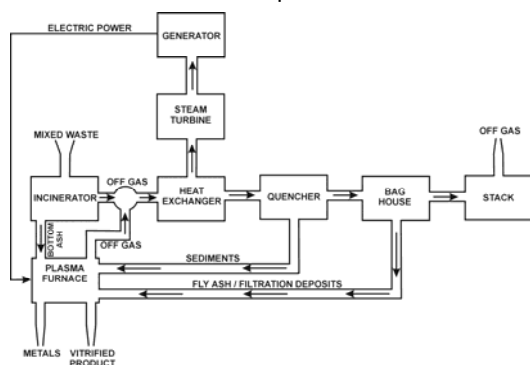 ELECTRIC POWER
GENERATOR
STEAM
TURBINE
MIXED WASTE
OFF GAS
OFF GAS
INCINERATOR
HEAT
EXCHANGER
QUENCHER
BAG
HOUSE
STACK
BOTTOM
ASH
OFF GAS
PLASMA
FURNACE
SEDIMENTS
FLY ASH / FILTRATION DEPOSITS
METALS
VITRIFIED
PRODUCT